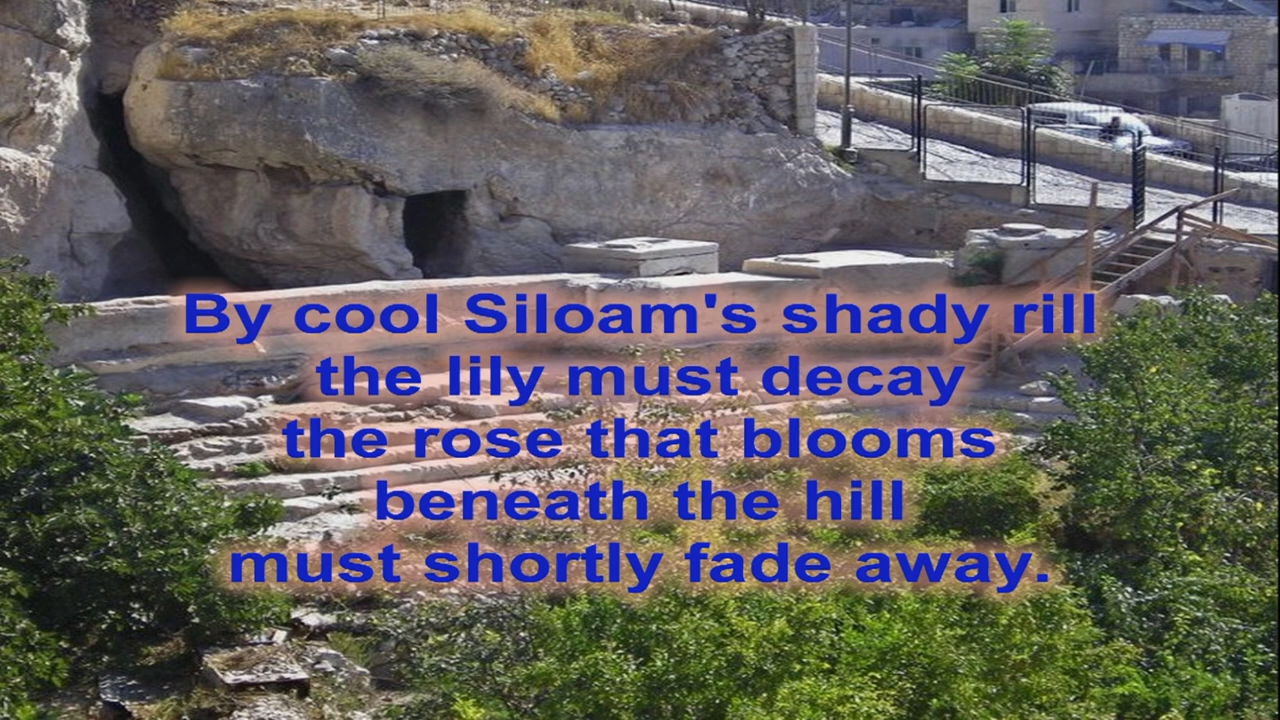 By cool Siloam's shady rill
the lily must decay
the rose that blooms
beneath the hill
must shortly fade away.